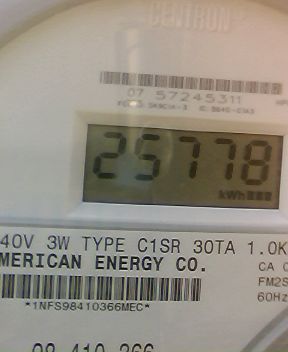 CENTRON
07 57245311
25778
kWh
40V 3W TYPE C1SR 30TA 1.0K
MERICAN ENERGY CO.
CA 0
FM2S
60Hz
*1NFS98410366MEC*
98 410 366